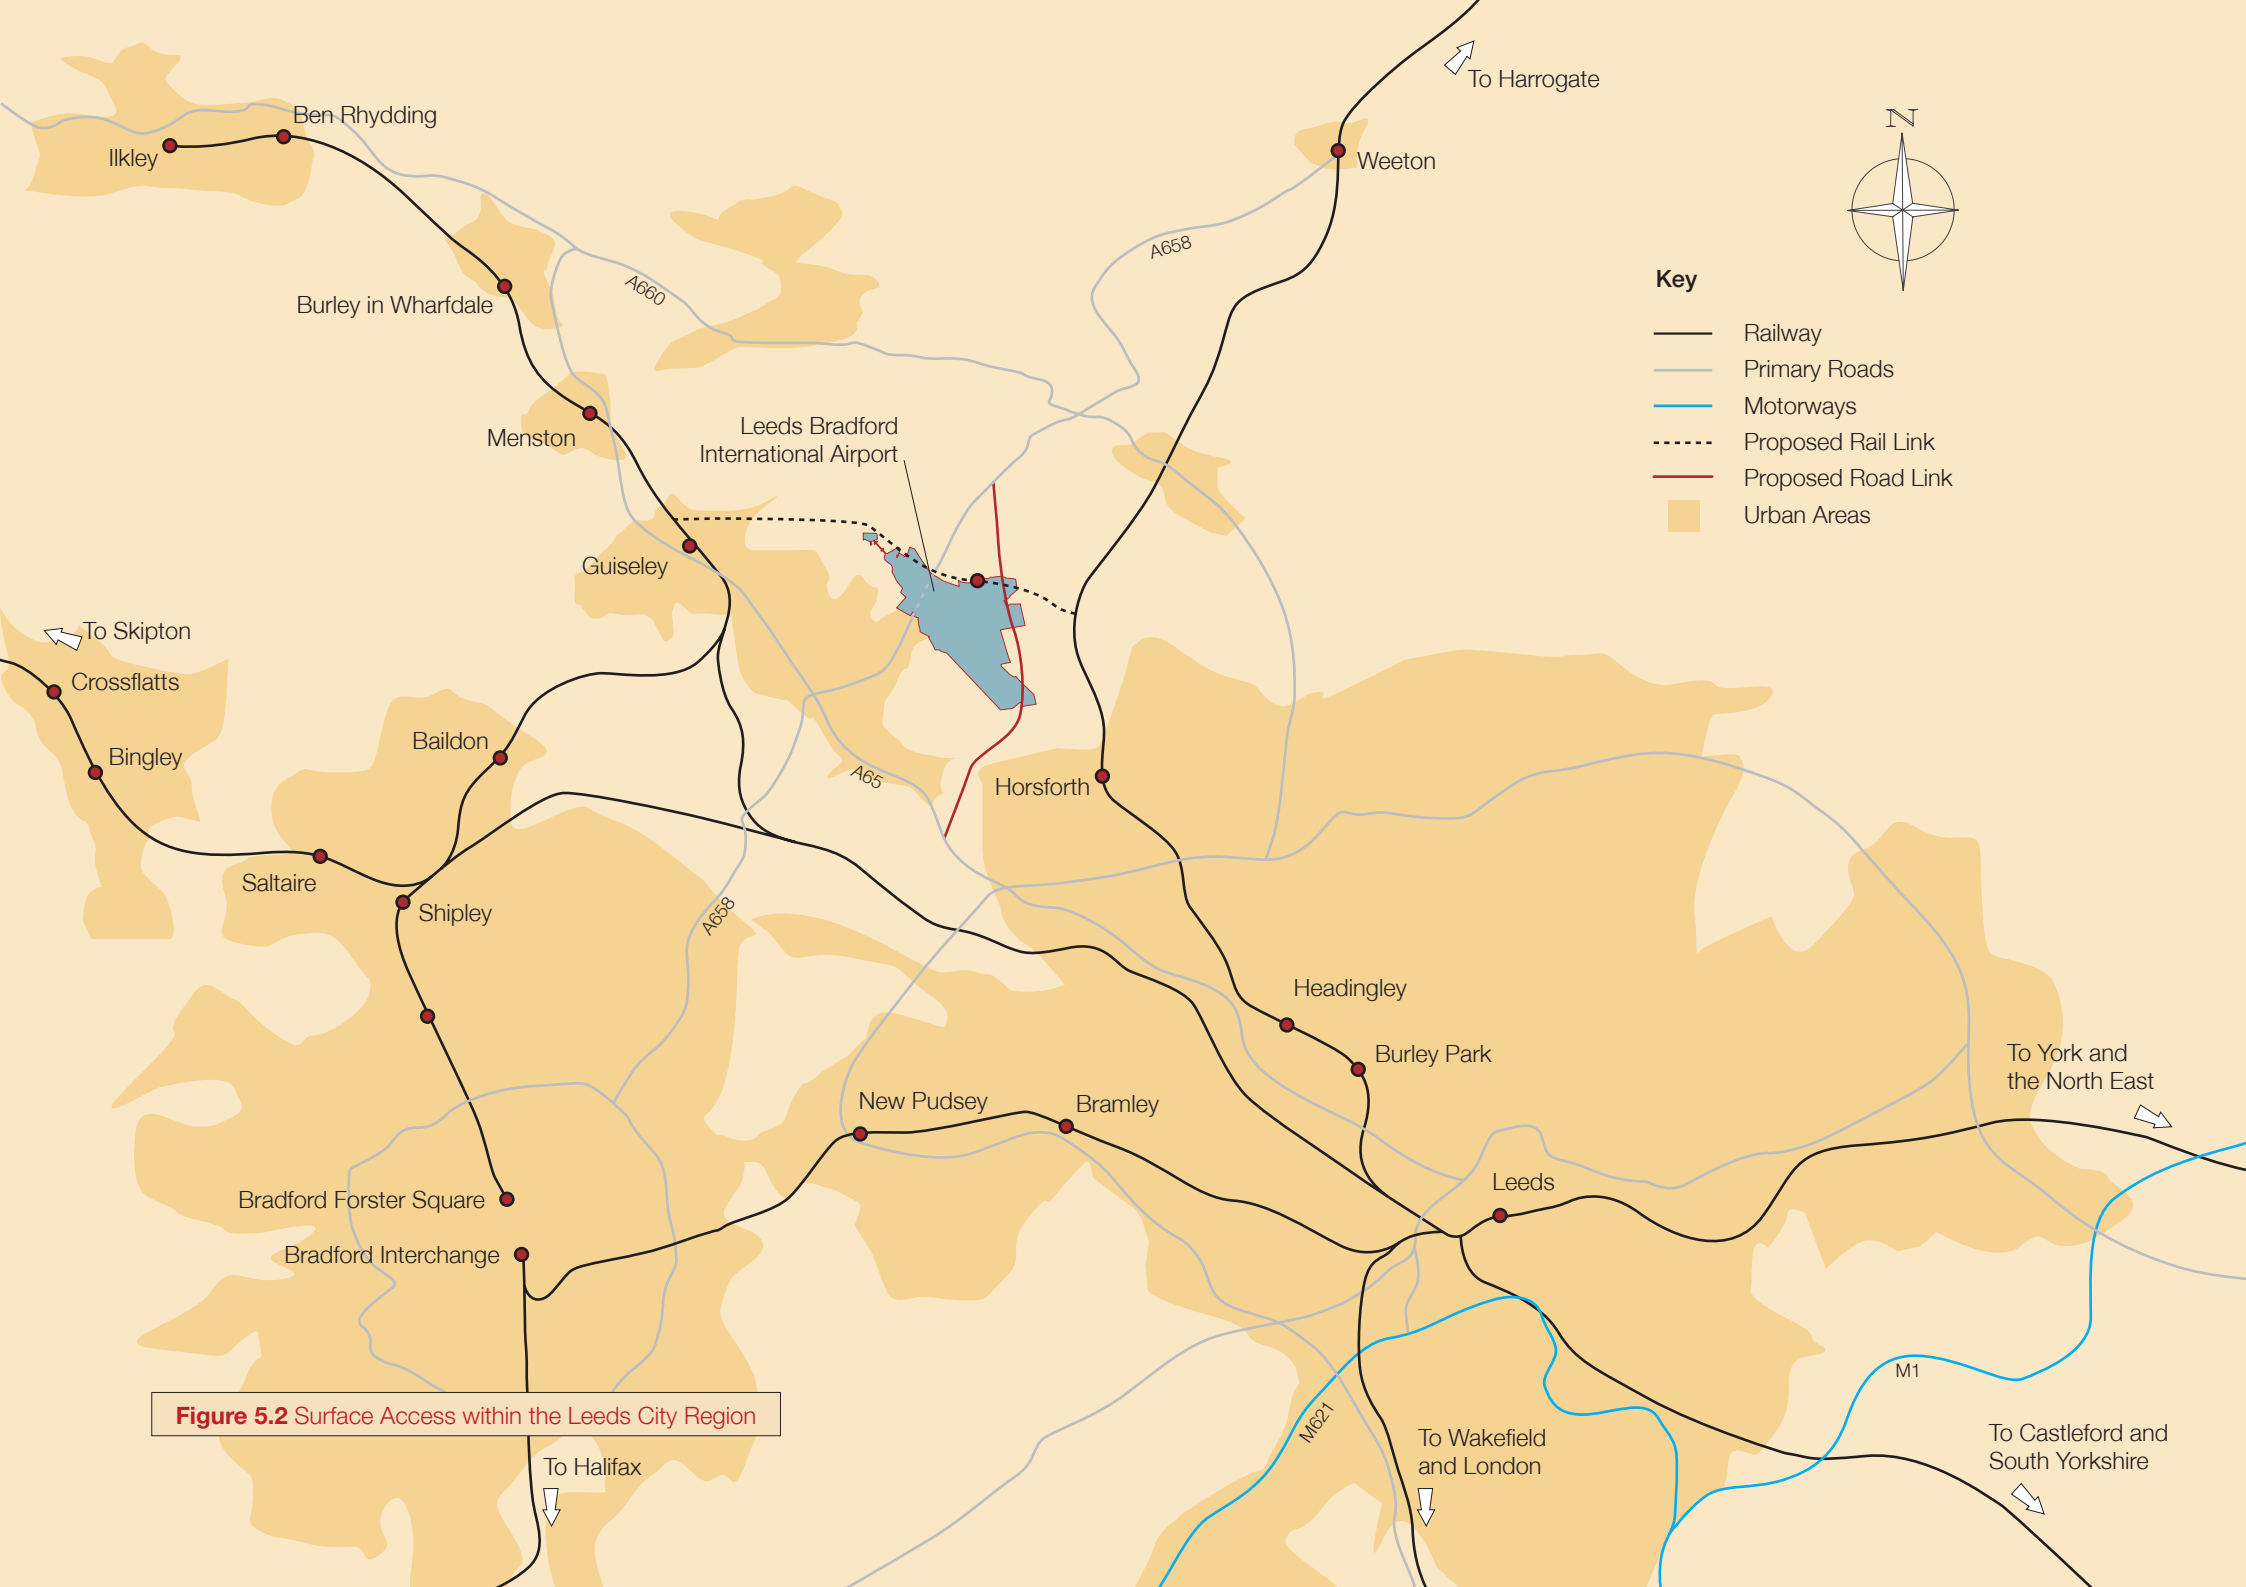 To Harrogate
N
Ben Rhydding
Ilkley
Weeton
A658
Key
Burley in Wharfdale
A660
Railway
Primary Roads
Motorways
Proposed Rail Link
Proposed Road Link
Urban Areas
Menston
Leeds Bradford
International Airport
Guiseley
To Skipton
Crossflatts
Bingley
Baildon
A65
Horsforth
Saltaire
Shipley
A658
Headingley
Burley Park
To York and
the North East
New Pudsey
Bramley
Leeds
Bradford Forster Square
Bradford Interchange
M1
Figure 5.2 Surface Access within the Leeds City Region
M621
To Wakefield
and London
To Castleford and
South Yorkshire
To Halifax